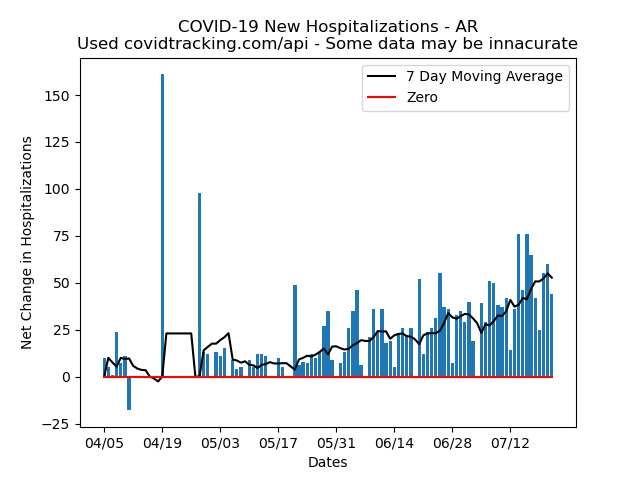 COVID-19 New Hospitalizations - AR
Used covidtracking.com/api - Some data may be innacurate
7 Day Moving Average
Zero
Net Change in Hospitalizations
150
125
100
75
50
25
0
−25
04/05 04/19 05/03 05/17 05/31 06/14 06/28 07/12
Dates